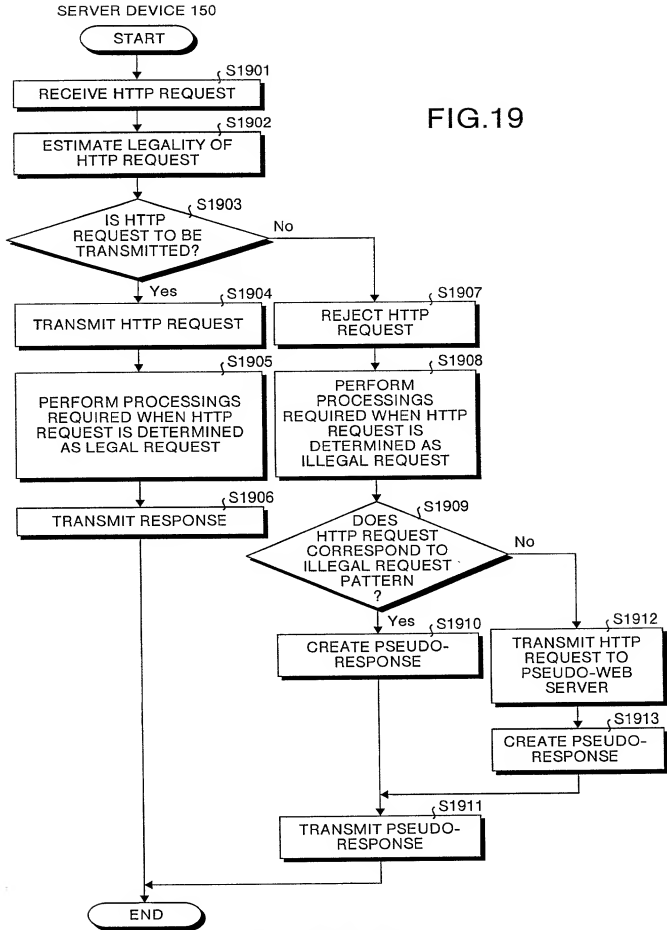 SERVER DEVICE 150
START
S1901
RECEIVE HTTP REQUEST
FIG.19
S1902
ESTIMATE LEGALITY OF
HTTP REQUEST
S1903
IS HTTP
REQUEST TO BE
TRANSMITTED?
No
Yes
S1904
TRANSMIT HTTP REQUEST
S1907
REJECT HTTP
REQUEST
S1905
PERFORM PROCESSINGS
REQUIRED WHEN HTTP
REQUEST IS DETERMINED
AS LEGAL REQUEST
S1908
PERFORM
PROCESSINGS
REQUIRED WHEN HTTP
REQUEST IS
DETERMINED AS
ILLEGAL REQUEST
S1906
TRANSMIT RESPONSE
S1909
DOES
HTTP REQUEST
CORRESPOND TO
ILLEGAL REQUEST
PATTERN
?
No
Yes
S1910
CREATE PSEUDO-
RESPONSE
S1912
TRANSMIT HTTP
REQUEST TO
PSEUDO-WEB
SERVER
S1913
CREATE PSEUDO-
RESPONSE
S1911
TRANSMIT PSEUDO-
RESPONSE
END